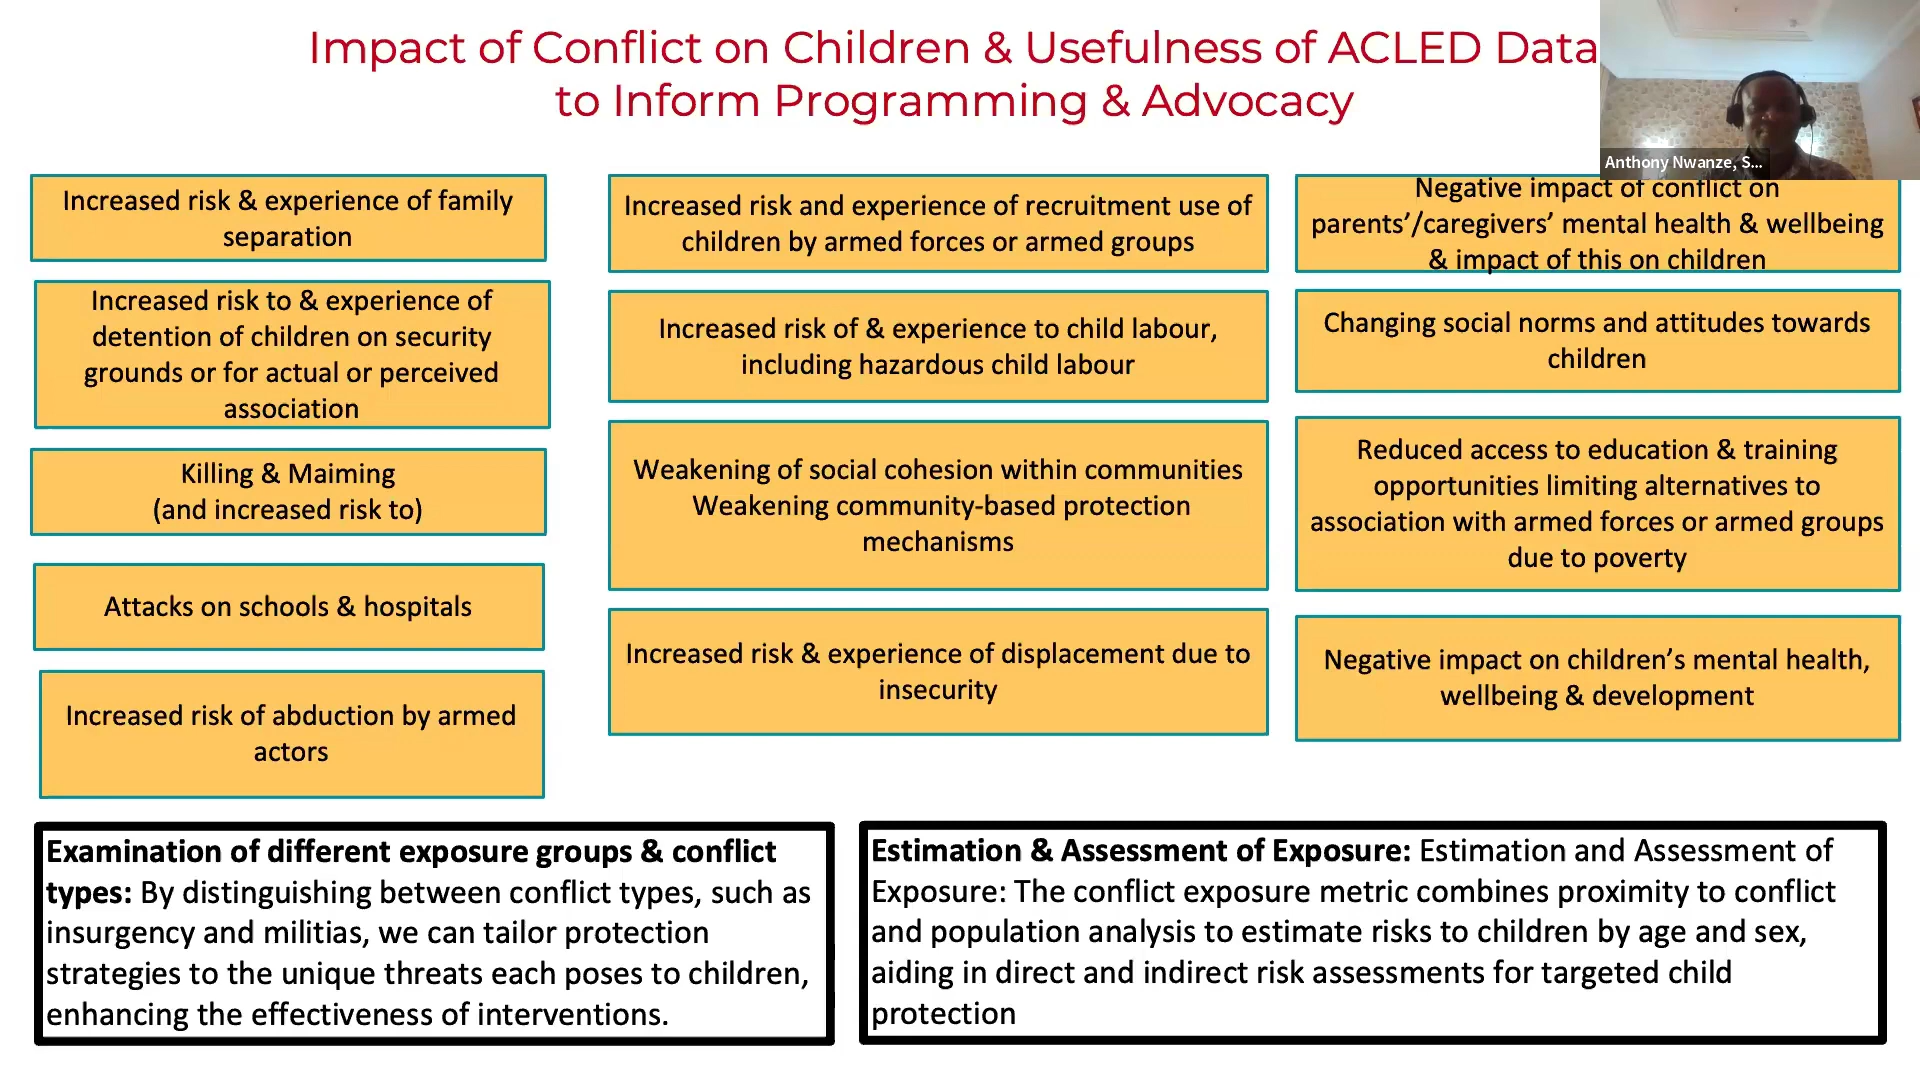 Impact of Conflict on Children & Usefulness of ACLED Data
to Inform Programming & Advocacy
Anthony Nwanze, S...
Increased risk & experience of family
separation
Increased risk to & experience of
detention of children on security
grounds or for actual or perceived
association
Killing & Maiming
(and increased risk to)
Attacks on schools & hospitals
Increased risk of abduction by armed
actors
Increased risk and experience of recruitment use of
children by armed forces or armed groups
Increased risk of & experience to child labour,
including hazardous child labour
Weakening of social cohesion within communities
Weakening community-based protection
mechanisms
Increased risk & experience of displacement due to
insecurity
Negative impact of conflict on
parents’/caregivers’ mental health & wellbeing
& impact of this on children
Changing social norms and attitudes towards
children
Reduced access to education & training
opportunities limiting alternatives to
association with armed forces or armed groups
due to poverty
Negative impact on children’s mental health,
wellbeing & development
Examination of different exposure groups & conflict
types: By distinguishing between conflict types, such as
insurgency and militias, we can tailor protection
strategies to the unique threats each poses to children,
enhancing the effectiveness of interventions.
Estimation & Assessment of Exposure: Estimation and Assessment of
Exposure: The conflict exposure metric combines proximity to conflict
and population analysis to estimate risks to children by age and sex,
aiding in direct and indirect risk assessments for targeted child
protection